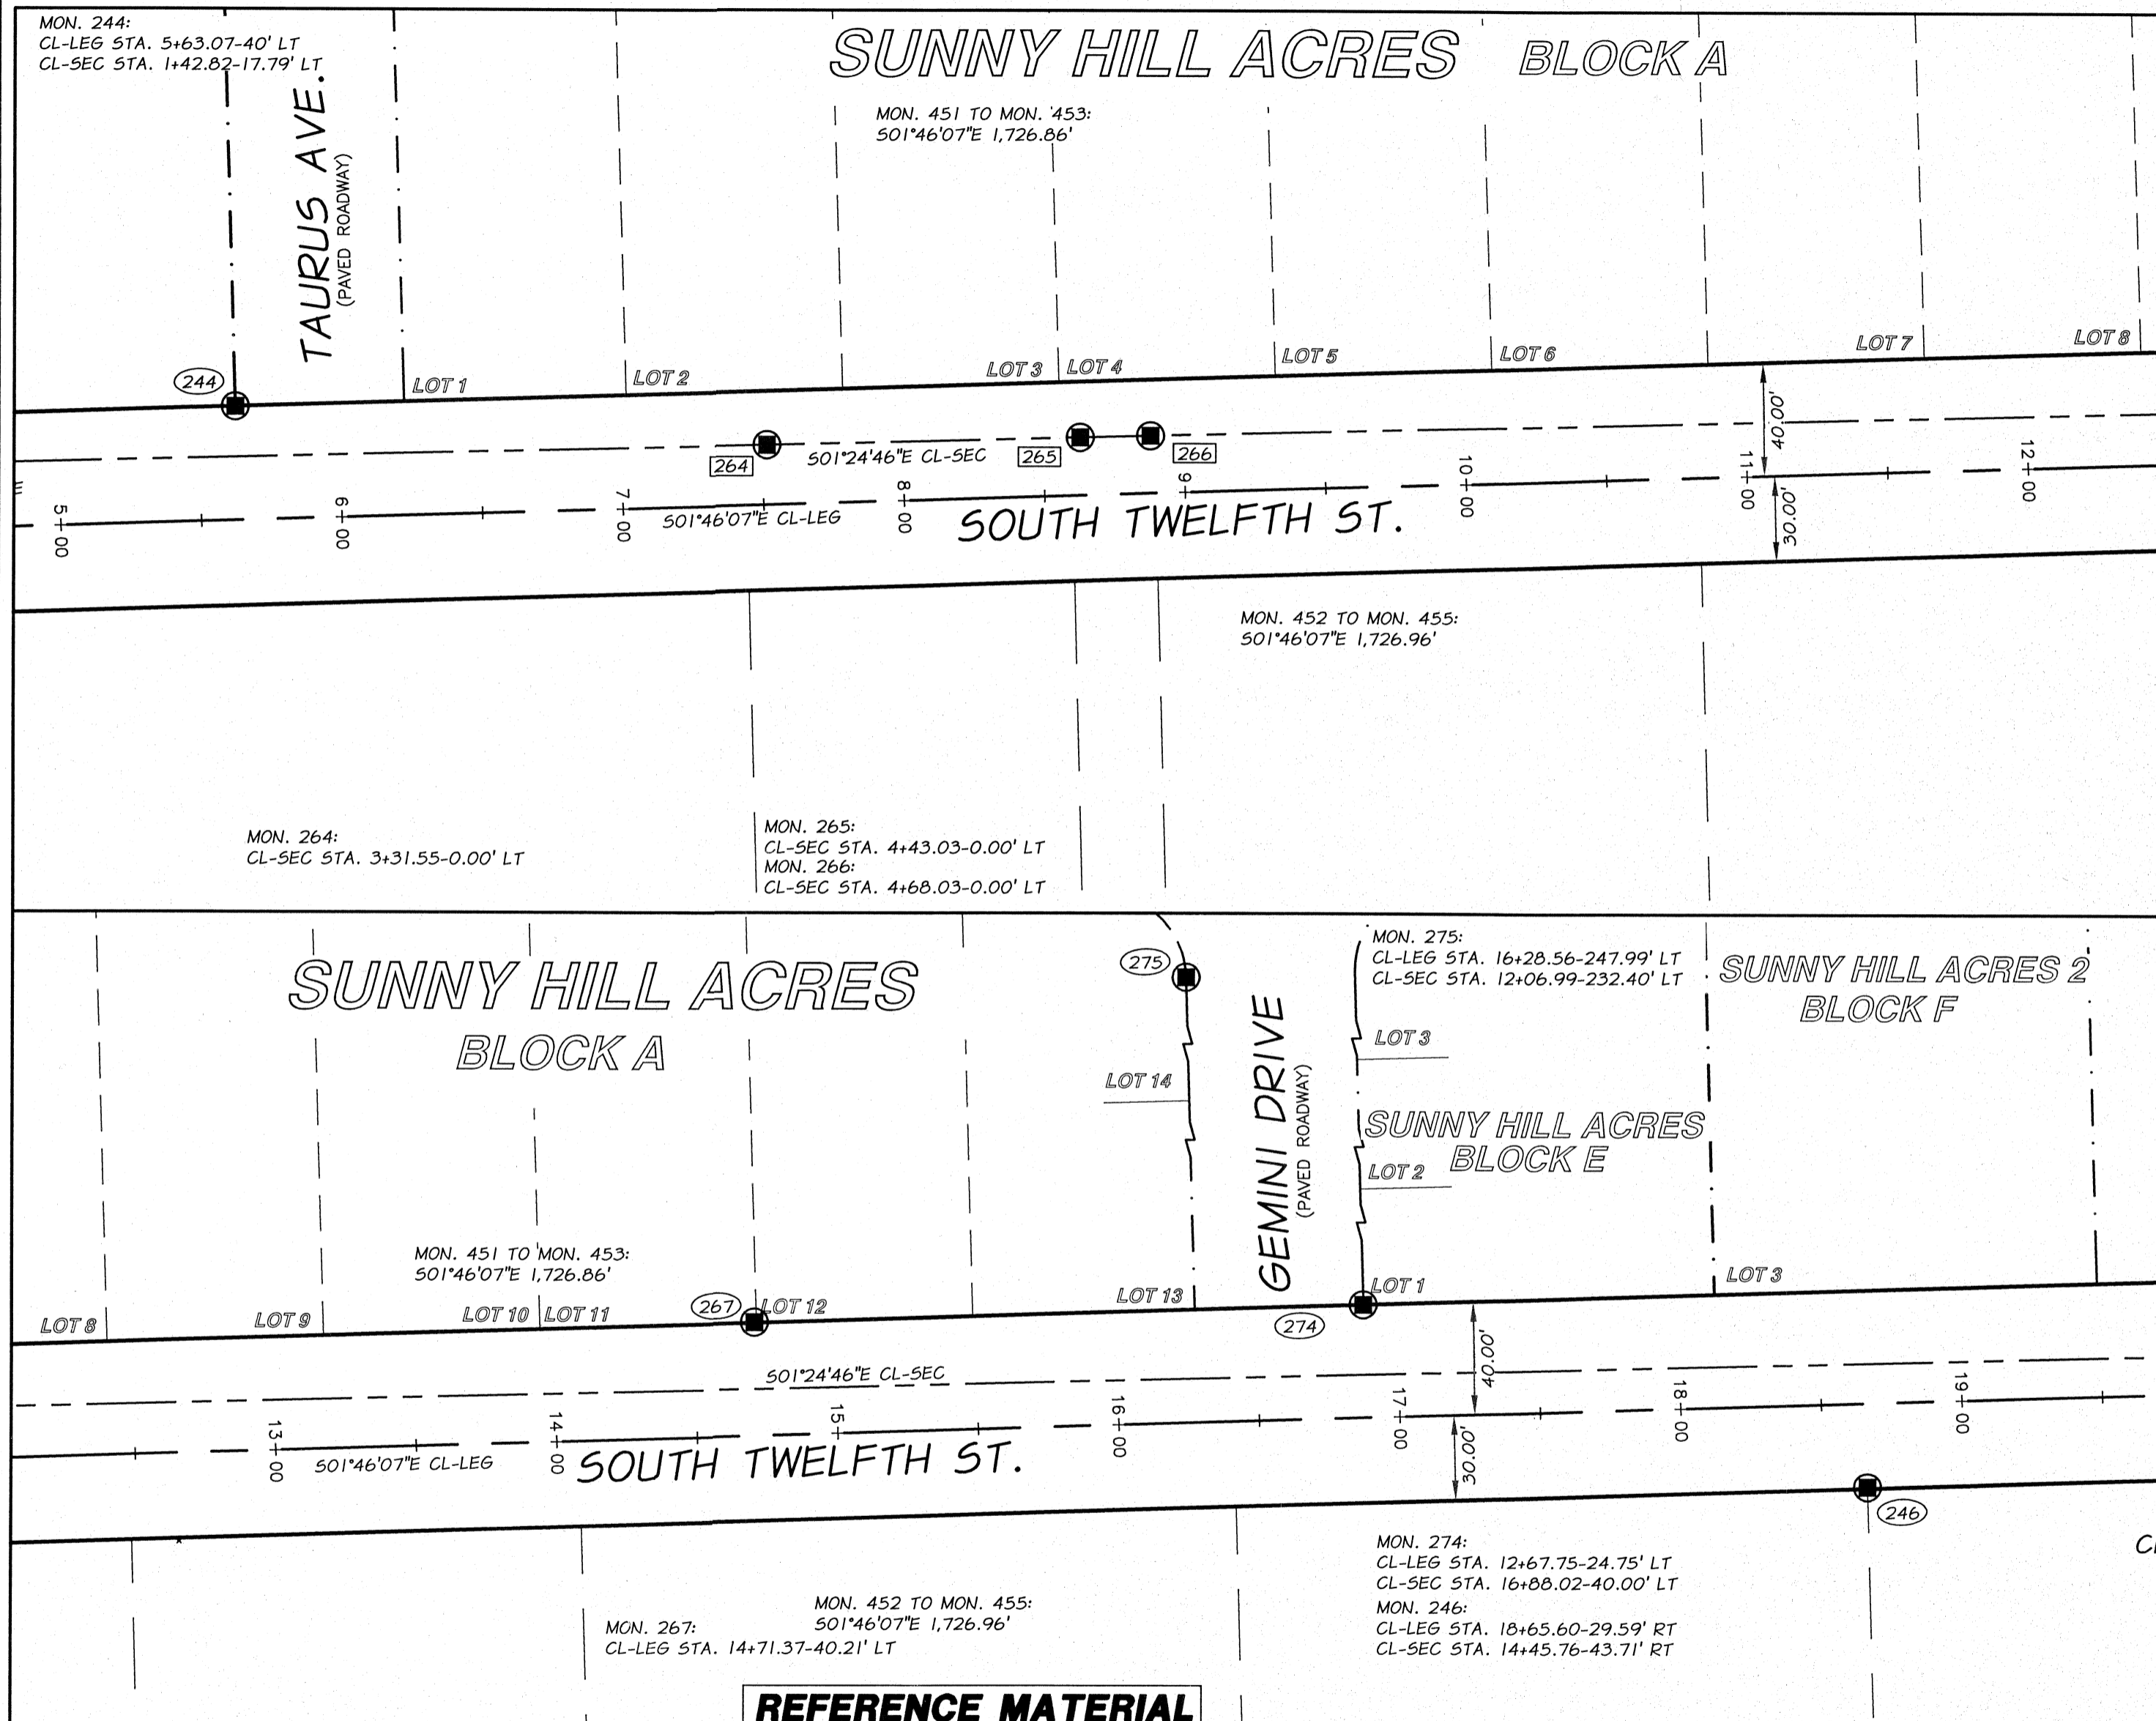 MON. 244:
CL-LEG STA. 5+63.07-40' LT
CL-SEC STA. 1+42.82-17.79' LT
TAURUS AVE.
(PAVED ROADWAY)
SUNNY HILL ACRES BLOCK A
MON. 451 TO MON. 453:
S01°46'07"E 1,726.86'
244
LOT 1
LOT 2
LOT 3
LOT 4
LOT 5
LOT 6
LOT 7
LOT 8
264
S01°24'46"E CL-SEC
265
266
40.00'
30.00'
5+00
6+00
7+00
8+00
9
10+00
11+00
12+00
S01°46'07"E CL-LEG
SOUTH TWELFTH ST.
MON. 452 TO MON. 455:
S01°46'07"E 1,726.96'
MON. 264:
CL-SEC STA. 3+31.55-0.00' LT
MON. 265:
CL-SEC STA. 4+43.03-0.00' LT
MON. 266:
CL-SEC STA. 4+68.03-0.00' LT
SUNNY HILL ACRES
BLOCK A
275
MON. 275:
CL-LEG STA. 16+28.56-247.99' LT
CL-SEC STA. 12+06.99-232.40' LT
SUNNY HILL ACRES 2
BLOCK F
LOT 14
GEMINI DRIVE
(PAVED ROADWAY)
LOT 3
SUNNY HILL ACRES
BLOCK E
LOT 2
MON. 451 TO MON. 453:
S01°46'07"E 1,726.86'
LOT 8
LOT 9
LOT 10
LOT 11
267
LOT 12
LOT 13
274
LOT 1
LOT 3
S01°24'46"E CL-SEC
40.00'
30.00'
13+00
14+00
15+
16+00
17+00
18+00
19+00
S01°46'07"E CL-LEG
SOUTH TWELFTH ST.
246
MON. 274:
CL-LEG STA. 12+67.75-24.75' LT
CL-SEC STA. 16+88.02-40.00' LT
MON. 246:
CL-LEG STA. 18+65.60-29.59' RT
CL-SEC STA. 14+45.76-43.71' RT
MON. 452 TO MON. 455:
S01°46'07"E 1,726.96'
MON. 267:
CL-LEG STA. 14+71.37-40.21' LT
REFERENCE MATERIAL